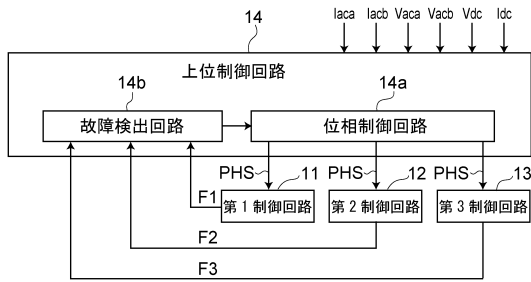 14
Iaca Iacb Vaca Vacb Vdc Idc
上位制御回路
14b
14a
故障検出回路
位相制御回路
PHS PHS PHS
11 12 13
F1
第1制御回路 第2制御回路 第3制御回路
F2
F3